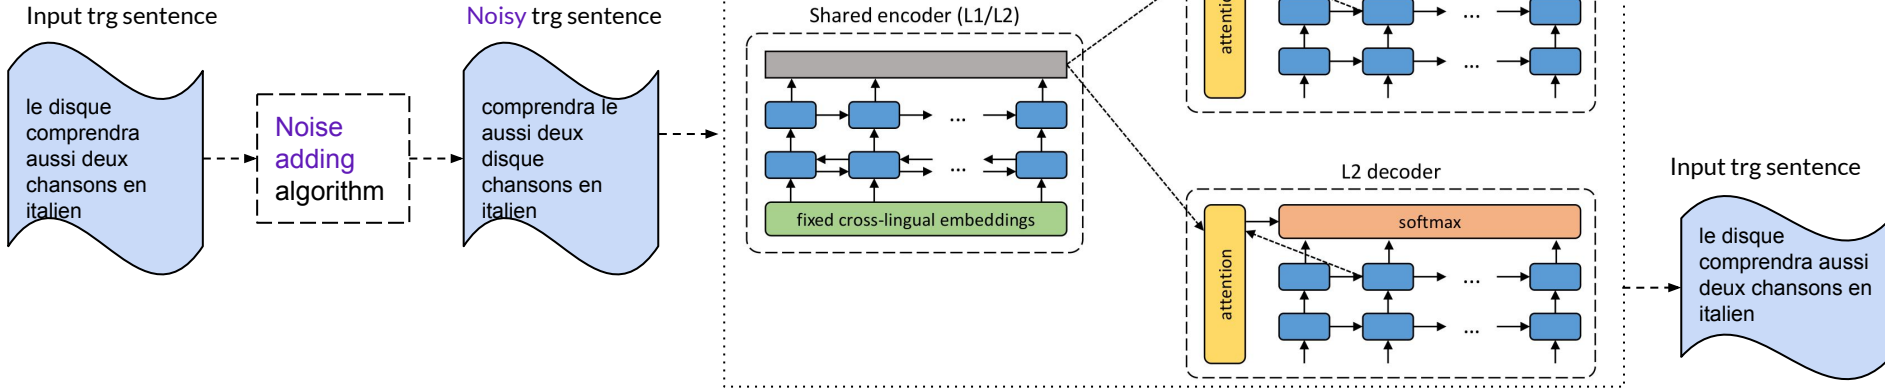 Input trg sentence
le disque
comprendra
aussi deux
chansons en
italien
Noise
adding
algorithm
Noisy trg sentence
comprendra le
aussi deux
disque
chansons en
italien
Shared encoder (L1/L2)
...
...
fixed cross-lingual embeddings
...
...
L2 decoder
attention
softmax
...
...
Input trg sentence
le disque
comprendra aussi
deux chansons en
italien